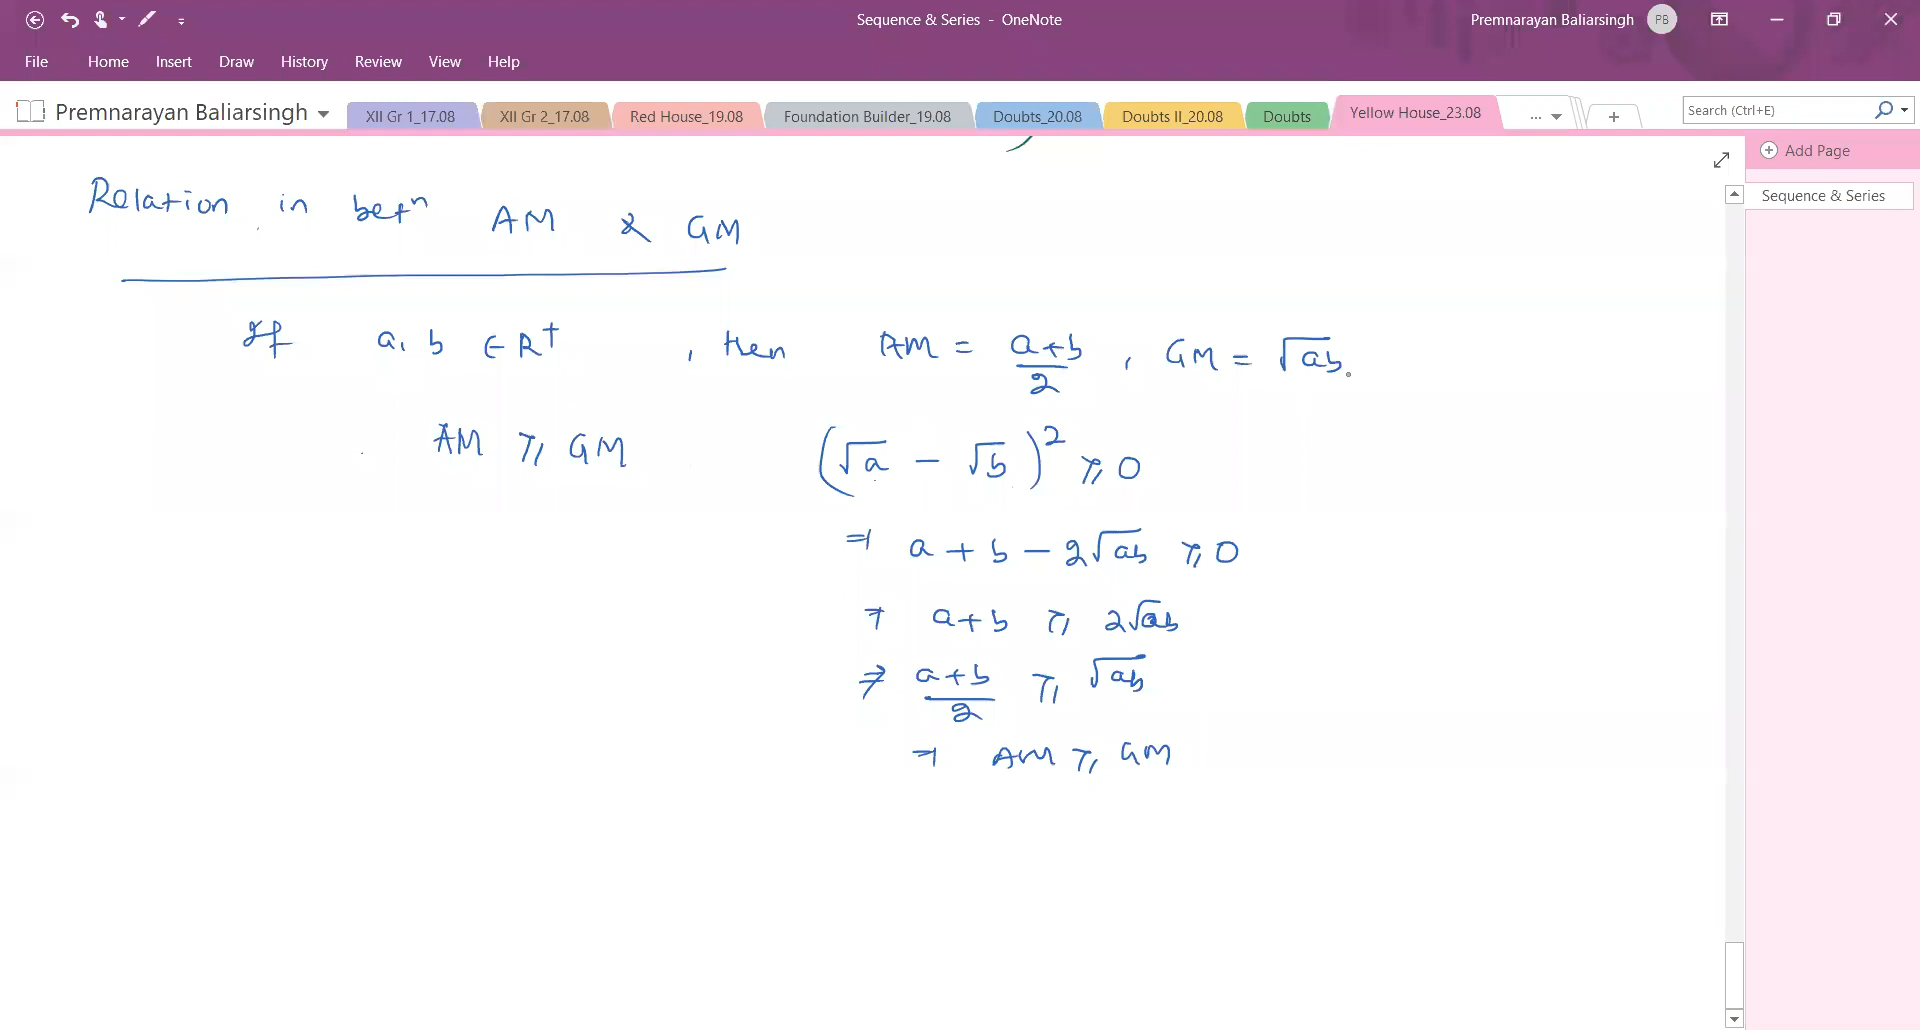 Sequence & Series - OneNote
Premnarayan Baliarsingh PB
File Home Insert Draw History Review View Help
Premnarayan Baliarsingh
XII Gr 1_17.08 XII Gr 2_17.08 Red House_19.08 Foundation Builder_19.08 Doubts_20.08 Doubts II_20.08 Doubts Yellow House_23.08 ... +
Search (Ctrl+E)
Add Page
Sequence & Series
Relation in betⁿ AM & GM
If a, b ∈ R⁺, then AM = (a+b)/2, GM = √ab.
AM ≥ GM
(√a − √b)² ≥ 0
⇒ a + b − 2√ab ≥ 0
⇒ a+b ≥ 2√ab
⇒ (a+b)/2 ≥ √ab
⇒ AM ≥ GM